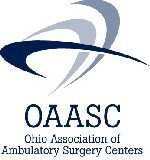 OAASC
Ohio Association of
Ambulatory Surgery Centers